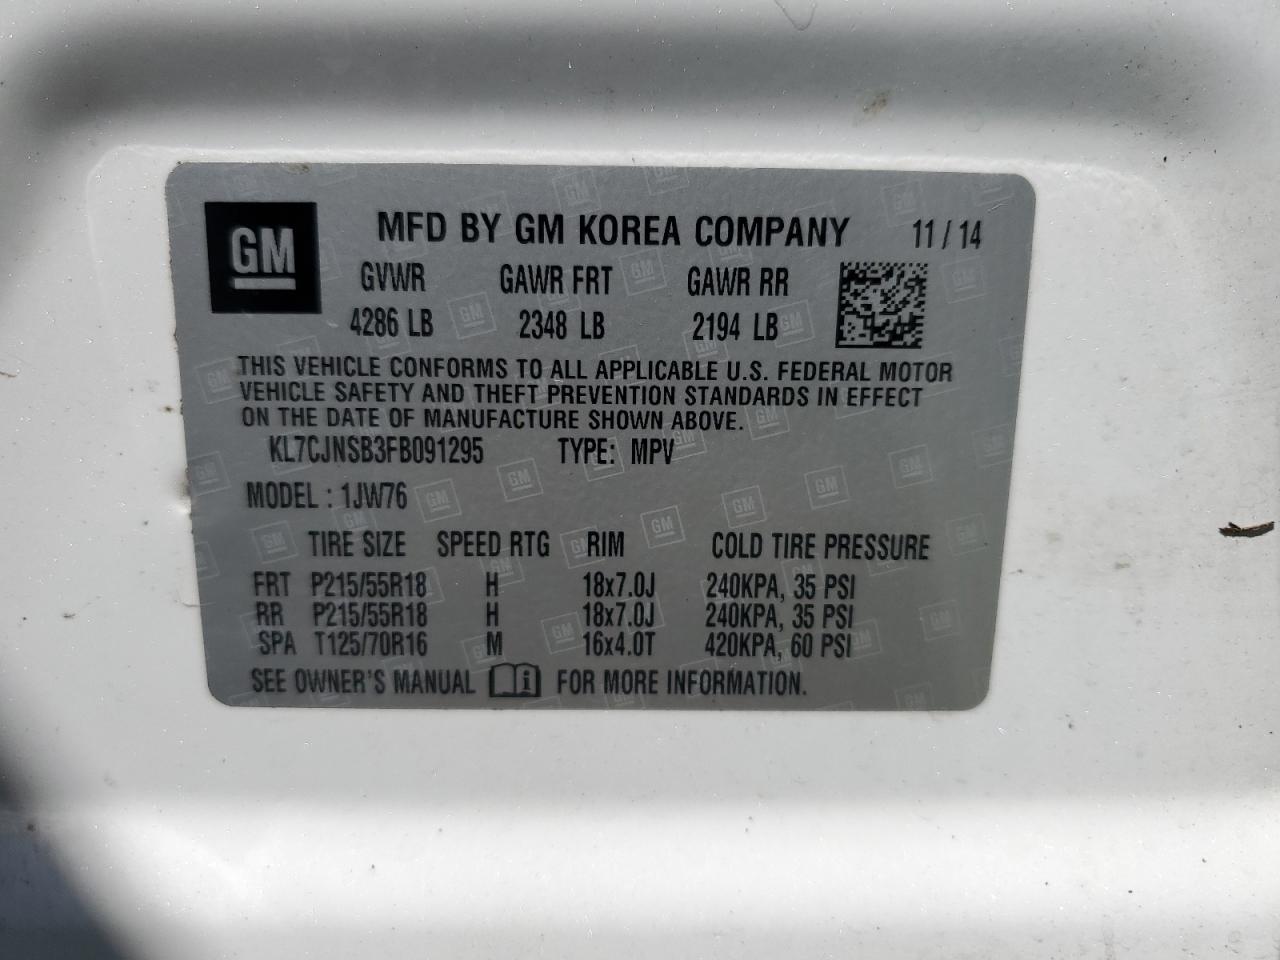 GM MFD BY GM KOREA COMPANY 11 / 14
GVWR GAWR FRT GAWR RR
4286 LB 2348 LB 2194 LB
THIS VEHICLE CONFORMS TO ALL APPLICABLE U.S. FEDERAL MOTOR
VEHICLE SAFETY AND THEFT PREVENTION STANDARDS IN EFFECT
ON THE DATE OF MANUFACTURE SHOWN ABOVE.
KL7CJNSB3FB091295 TYPE: MPV
MODEL : 1JW76
TIRE SIZE SPEED RTG RIM COLD TIRE PRESSURE
FRT P215/55R18 H 18x7.0J 240KPA, 35 PSI
RR P215/55R18 H 18x7.0J 240KPA, 35 PSI
SPA T125/70R16 M 16x4.0T 420KPA, 60 PSI
SEE OWNER'S MANUAL i FOR MORE INFORMATION.